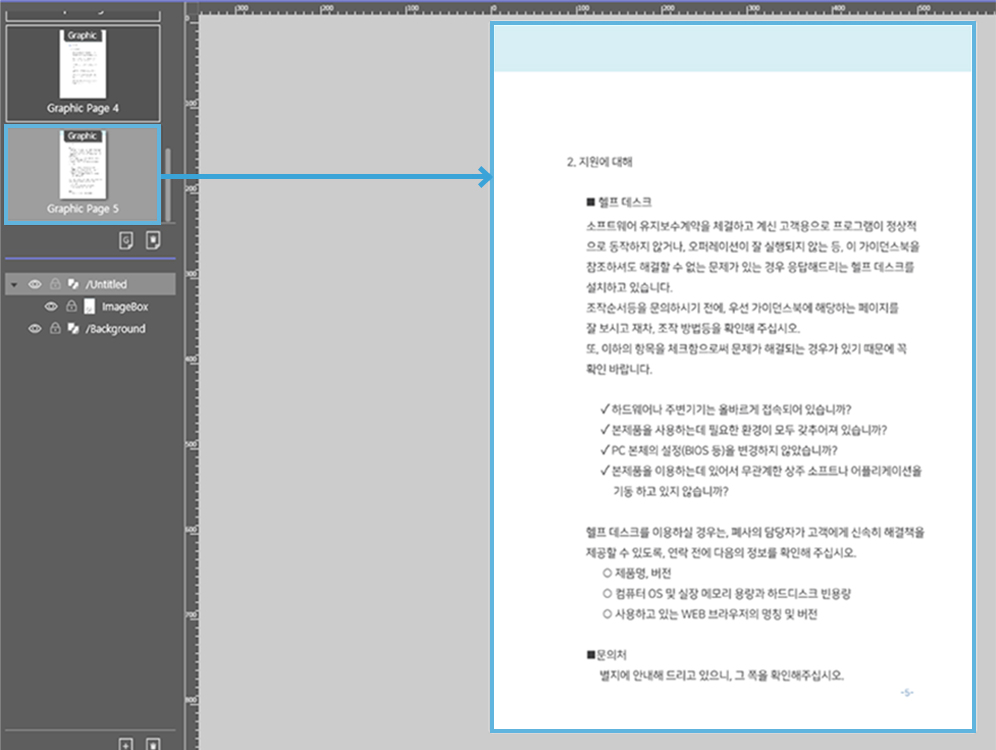 Graphic
Graphic Page 4
Graphic
Graphic Page 5
/Untitled
ImageBox
/Background
2. 지원에 대해
■ 헬프 데스크
소프트웨어 유지보수계약을 체결하고 계신 고객용으로 프로그램이 정상적
으로 동작하지 않거나, 오퍼레이션이 잘 실행되지 않는 등, 이 가이던스북을
참조하셔도 해결할 수 없는 문제가 있는 경우 응답해드리는 헬프 데스크를
설치하고 있습니다.
조작순서등을 문의하시기 전에, 우선 가이던스북에 해당하는 페이지를
잘 보시고 재차, 조작 방법등을 확인해 주십시오.
또, 이하의 항목을 체크함으로써 문제가 해결되는 경우가 있기 때문에 꼭
확인 바랍니다.
✓하드웨어나 주변기기는 올바르게 접속되어 있습니까?
✓본제품을 사용하는데 필요한 환경이 모두 갖추어져 있습니까?
✓PC 본체의 설정(BIOS 등)을 변경하지 않았습니까?
✓본제품을 이용하는데 있어서 무관계한 상주 소프트나 어플리케이션을
기동 하고 있지 않습니까?
헬프 데스크를 이용하실 경우는, 폐사의 담당자가 고객에게 신속히 해결책을
제공할 수 있도록, 연락 전에 다음의 정보를 확인해 주십시오.
○ 제품명, 버전
○ 컴퓨터 OS 및 실장 메모리 용량과 하드디스크 빈용량
○ 사용하고 있는 WEB 브라우저의 명칭 및 버전
■문의처
별지에 안내해 드리고 있으니, 그 쪽을 확인해주십시오.
-5-